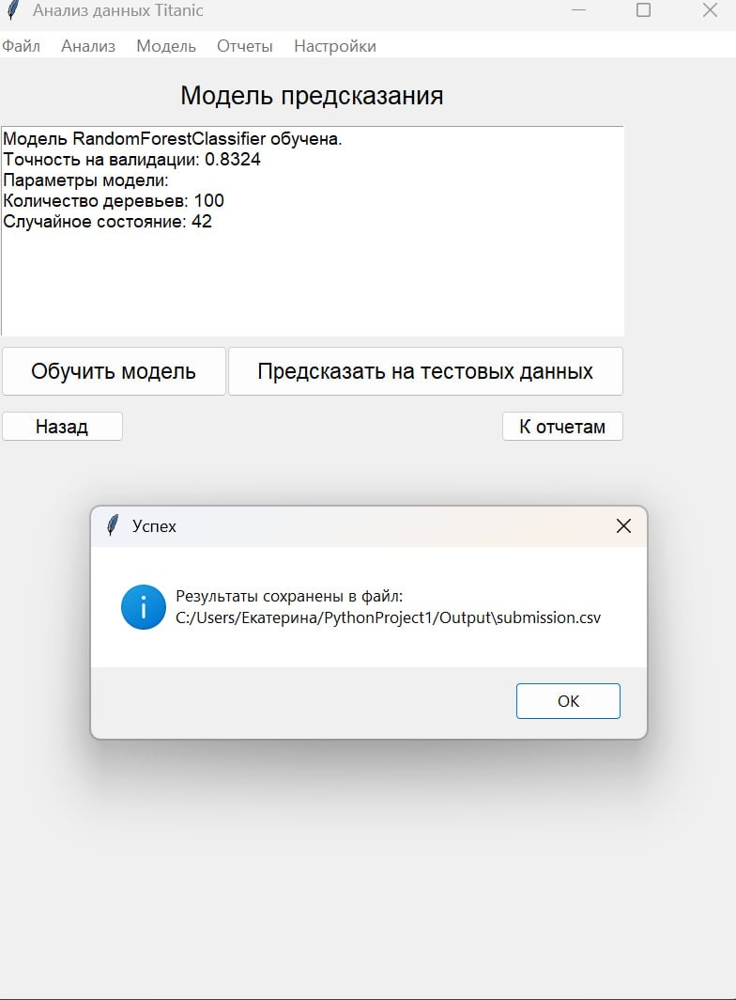 Анализ данных Titanic
Файл Анализ Модель Отчеты Настройки
Модель предсказания
Модель RandomForestClassifier обучена.
Точность на валидации: 0.8324
Параметры модели:
Количество деревьев: 100
Случайное состояние: 42
Обучить модель Предсказать на тестовых данных
Назад К отчетам
Успех
Результаты сохранены в файл:
C:/Users/Екатерина/PythonProject1/Output\submission.csv
OK